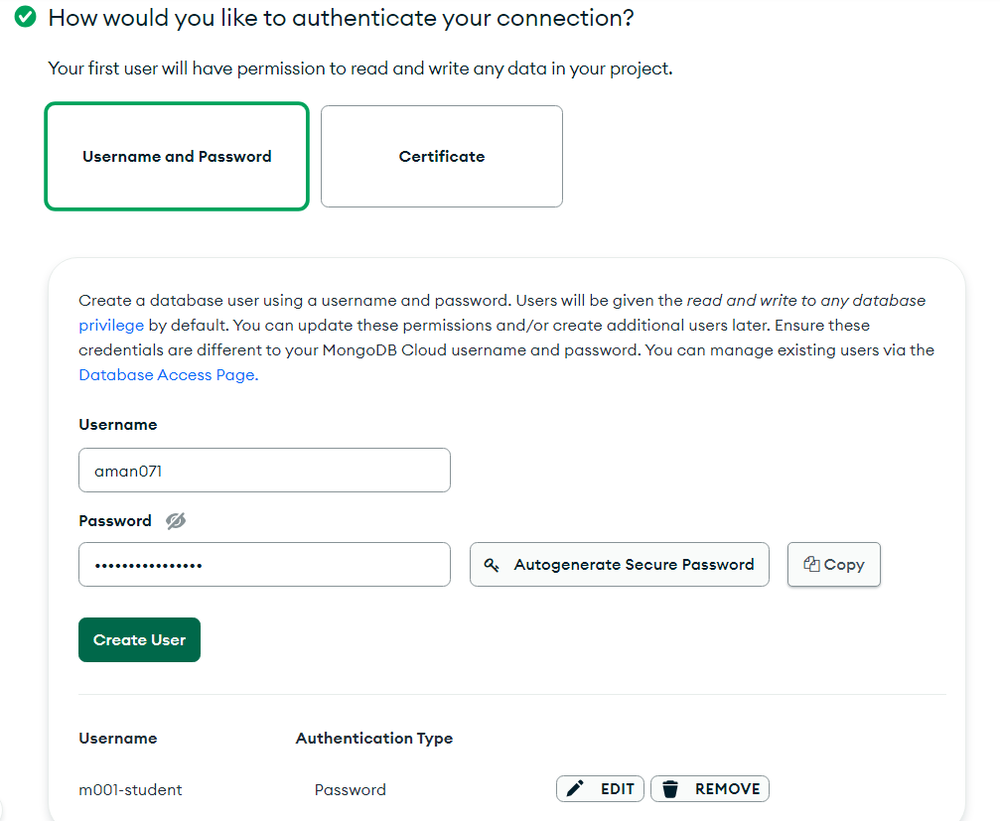 How would you like to authenticate your connection?
Your first user will have permission to read and write any data in your project.
Username and Password
Certificate
Create a database user using a username and password. Users will be given the read and write to any database
privilege by default. You can update these permissions and/or create additional users later. Ensure these
credentials are different to your MongoDB Cloud username and password. You can manage existing users via the
Database Access Page.
Username
aman071
Password
••••••••••••••••
Autogenerate Secure Password
Copy
Create User
Username Authentication Type
m001-student Password EDIT REMOVE